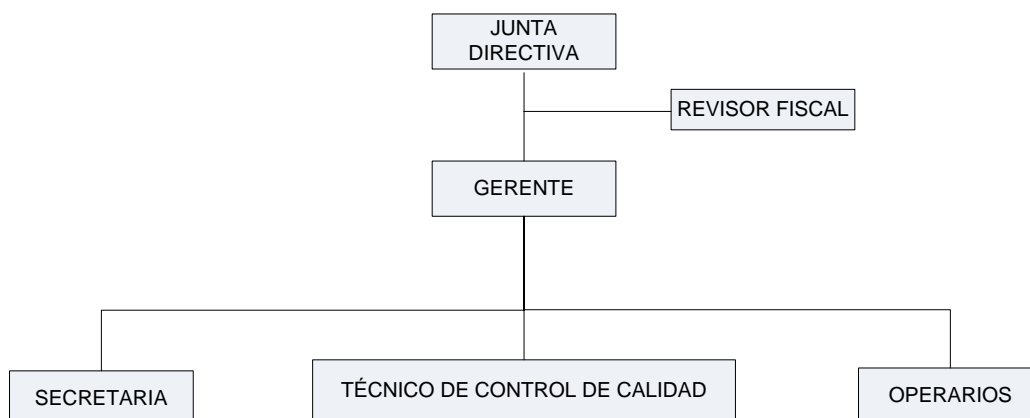 JUNTA
DIRECTIVA
REVISOR FISCAL
GERENTE
SECRETARIA
TÉCNICO DE CONTROL DE CALIDAD
OPERARIOS